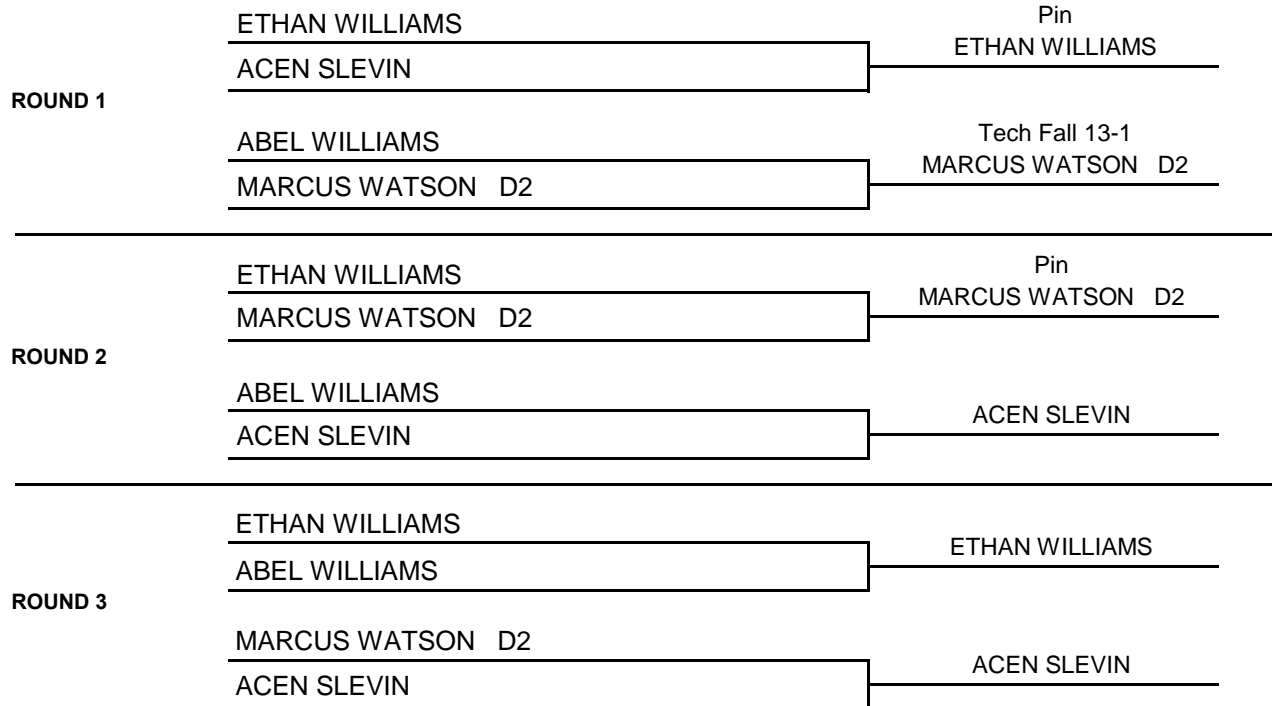 ETHAN WILLIAMS
Pin
ETHAN WILLIAMS
ACEN SLEVIN
ROUND 1
ABEL WILLIAMS
Tech Fall 13-1
MARCUS WATSON D2
MARCUS WATSON D2
ETHAN WILLIAMS
Pin
MARCUS WATSON D2
MARCUS WATSON D2
ROUND 2
ABEL WILLIAMS
ACEN SLEVIN
ACEN SLEVIN
ETHAN WILLIAMS
ETHAN WILLIAMS
ABEL WILLIAMS
ROUND 3
MARCUS WATSON D2
ACEN SLEVIN
ACEN SLEVIN